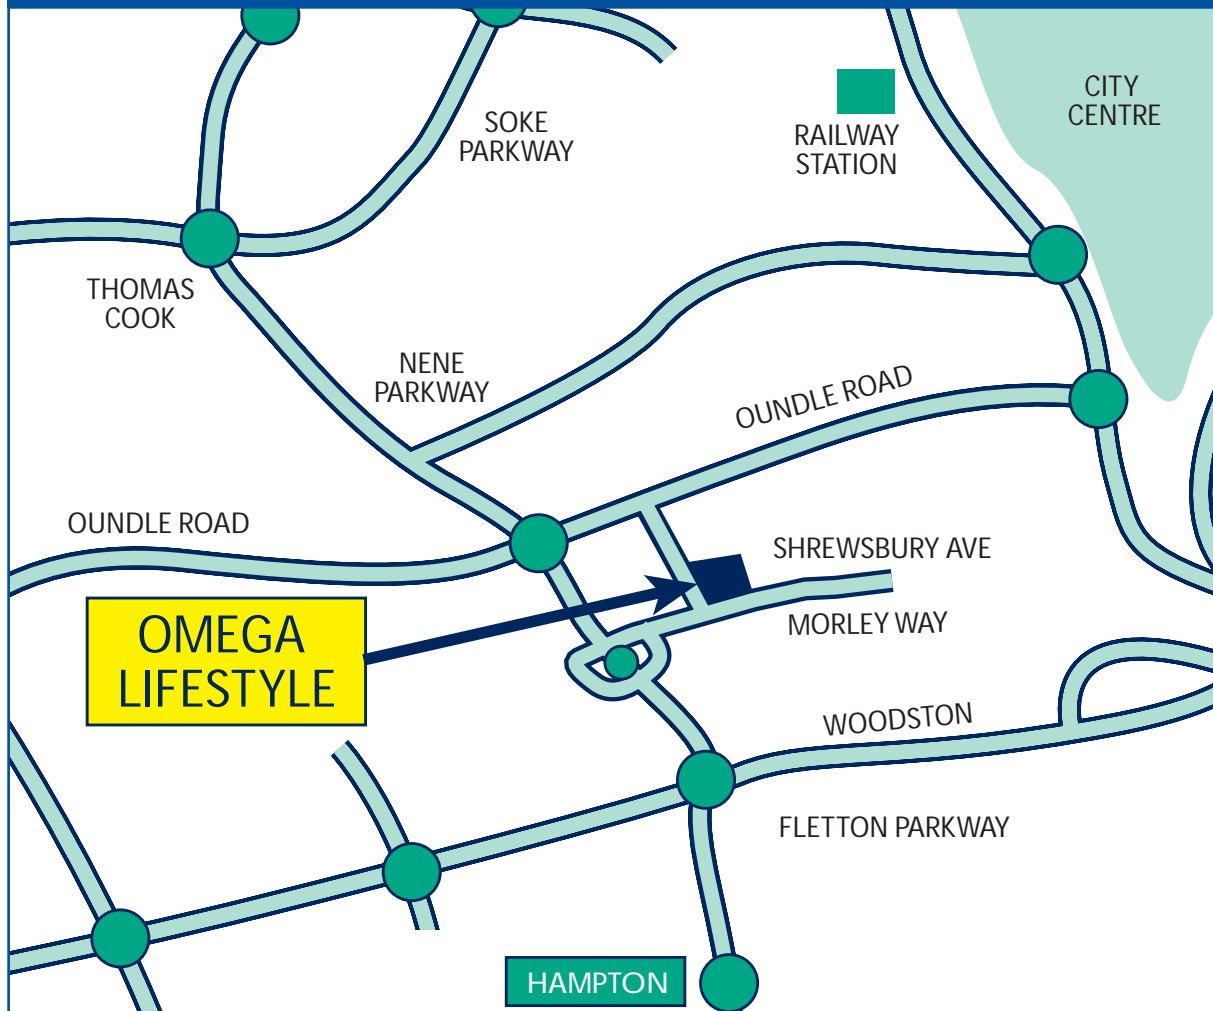 CITY
CENTRE
SOKE
PARKWAY
RAILWAY
STATION
THOMAS
COOK
NENE
PARKWAY
OUNDLE ROAD
OUNDLE ROAD
SHREWSBURY AVE
OMEGA
LIFESTYLE
MORLEY WAY
WOODSTON
FLETTON PARKWAY
HAMPTON